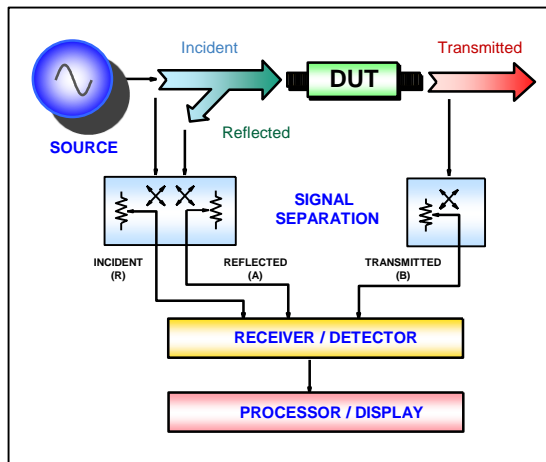 Incident
Transmitted
DUT
Reflected
SOURCE
SIGNAL
SEPARATION
INCIDENT
(R)
REFLECTED
(A)
TRANSMITTED
(B)
RECEIVER / DETECTOR
PROCESSOR / DISPLAY